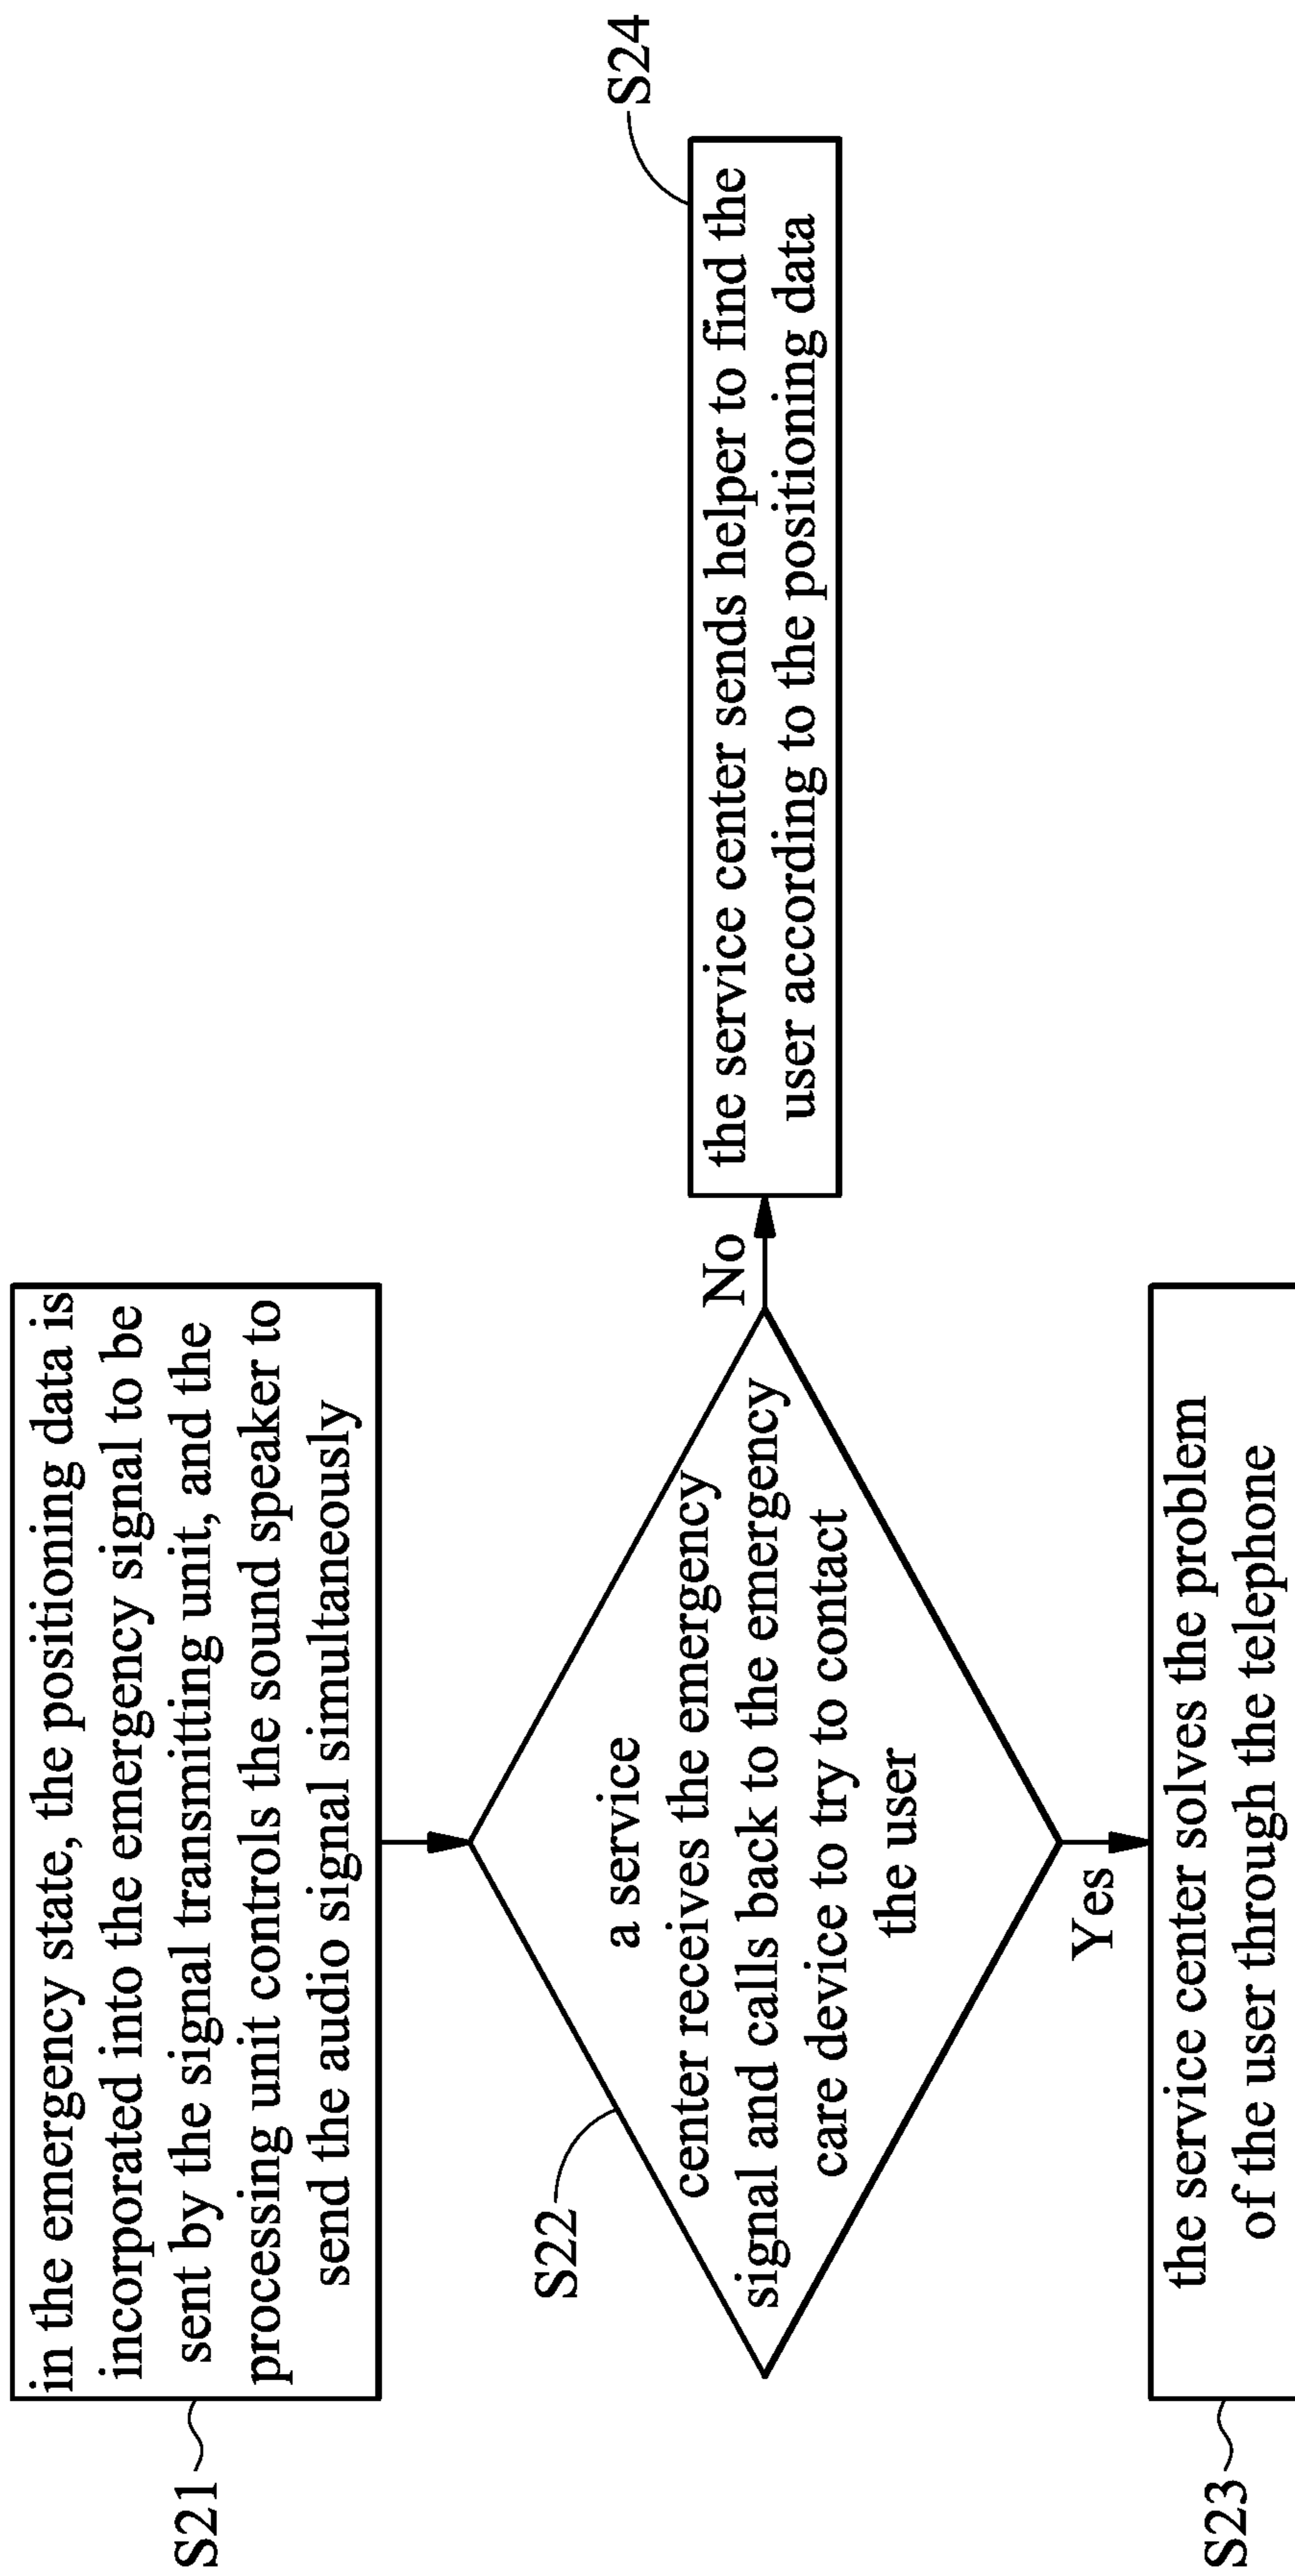 S21
in the emergency state, the positioning data is
incorporated into the emergency signal to be
sent by the signal transmitting unit, and the
processing unit controls the sound speaker to
send the audio signal simultaneously
S22
a service
center receives the emergency
signal and calls back to the emergency
care device to try to contact
the user
No
S24
the service center sends helper to find the
user according to the positioning data
Yes
S23
the service center solves the problem
of the user through the telephone